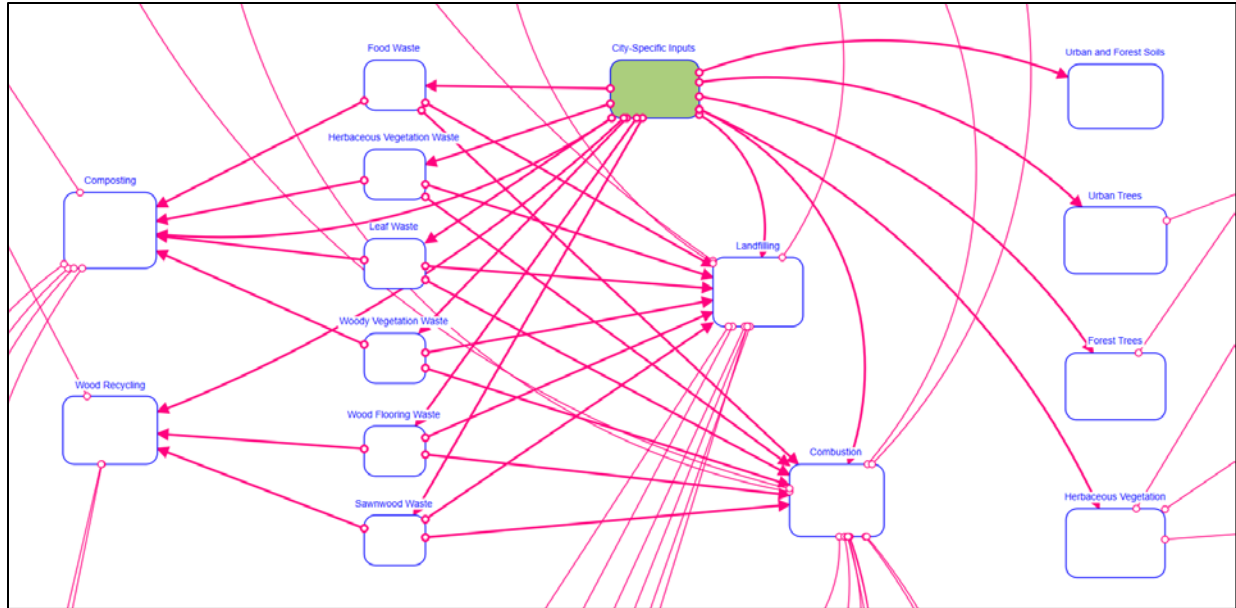 Food Waste
City-Specific Inputs
Urban and Forest Soils
Herbaceous Vegetation Waste
Composting
Urban Trees
Leaf Waste
Landfilling
Woody Vegetation Waste
Forest Trees
Wood Recycling
Wood Flooring Waste
Combustion
Sawnwood Waste
Herbaceous Vegetation